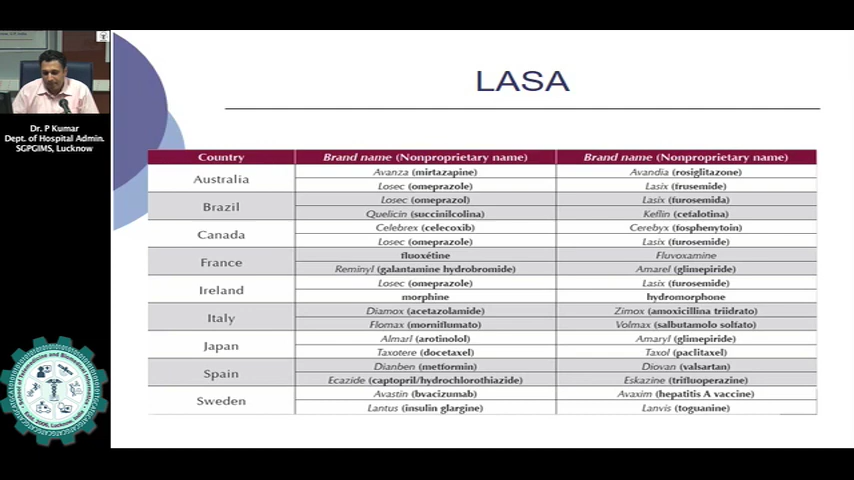 LASA
Dr. P Kumar
Dept. of Hospital Admin.
SGPGIMS, Lucknow
Country Brand name (Nonproprietary name) Brand name (Nonproprietary name)
Australia
Avanza (mirtazapine) Avandia (rosiglitazone)
Losec (omeprazole) Lasix (frusemide)
Brazil
Losec (omeprazol) Lasix (furosemida)
Quelicin (succinilcolina) Keflin (cefalotina)
Canada
Celebrex (celecoxib) Cerebyx (fosphenytoin)
Losec (omeprazole) Lasix (furosemide)
France
fluoxétine Fluvoxamine
Reminyl (galantamine hydrobromide) Amarel (glimepiride)
Ireland
Losec (omeprazole) Lasix (furosemide)
morphine hydromorphone
Italy
Diamox (acetazolamide) Zimox (amoxicillina triidrato)
Flomax (morniflumato) Volmax (salbutamolo solfato)
Japan
Almarl (arotinolol) Amaryl (glimepiride)
Taxotere (docetaxel) Taxol (paclitaxel)
Spain
Dianben (metformin) Diovan (valsartan)
Ecazide (captopril/hydrochlorothiazide) Eskazine (trifluoperazine)
Sweden
Avastin (bvacizumab) Avaxim (hepatitis A vaccine)
Lantus (insulin glargine) Lanvis (toguanine)